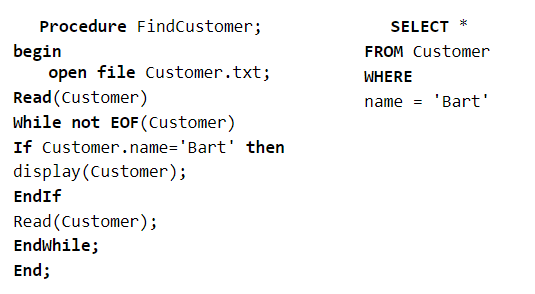 Procedure FindCustomer;
begin
open file Customer.txt;
Read(Customer)
While not EOF(Customer)
If Customer.name='Bart' then
display(Customer);
EndIf
Read(Customer);
EndWhile;
End;
SELECT *
FROM Customer
WHERE
name = 'Bart'